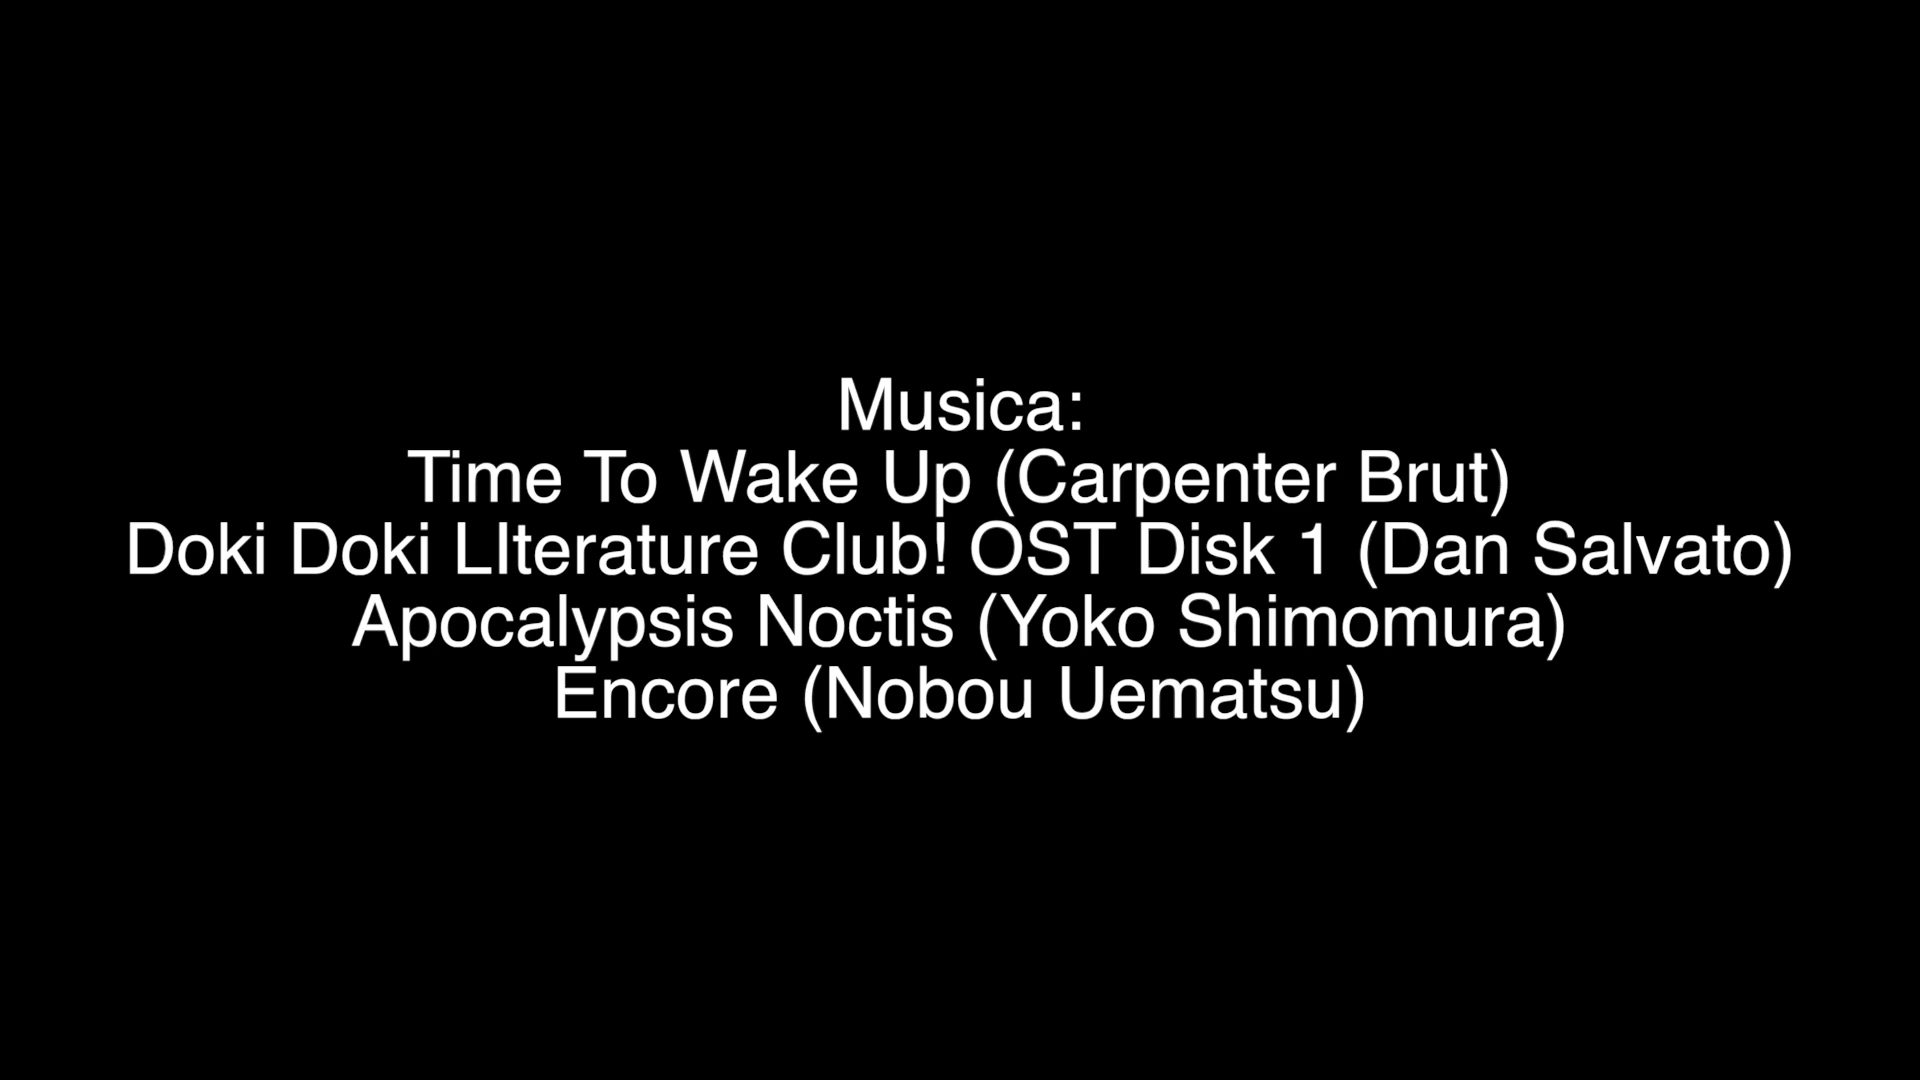 Musica:
Time To Wake Up (Carpenter Brut)
Doki Doki LIterature Club! OST Disk 1 (Dan Salvato)
Apocalypsis Noctis (Yoko Shimomura)
Encore (Nobou Uematsu)